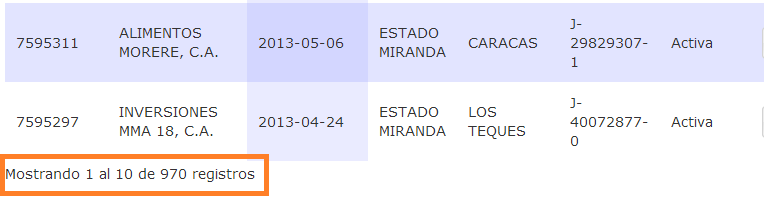 7595311 ALIMENTOS MORERE, C.A. 2013-05-06 ESTADO MIRANDA CARACAS J-29829307-1 Activa
7595297 INVERSIONES MMA 18, C.A. 2013-04-24 ESTADO MIRANDA LOS TEQUES J-40072877-0 Activa
Mostrando 1 al 10 de 970 registros